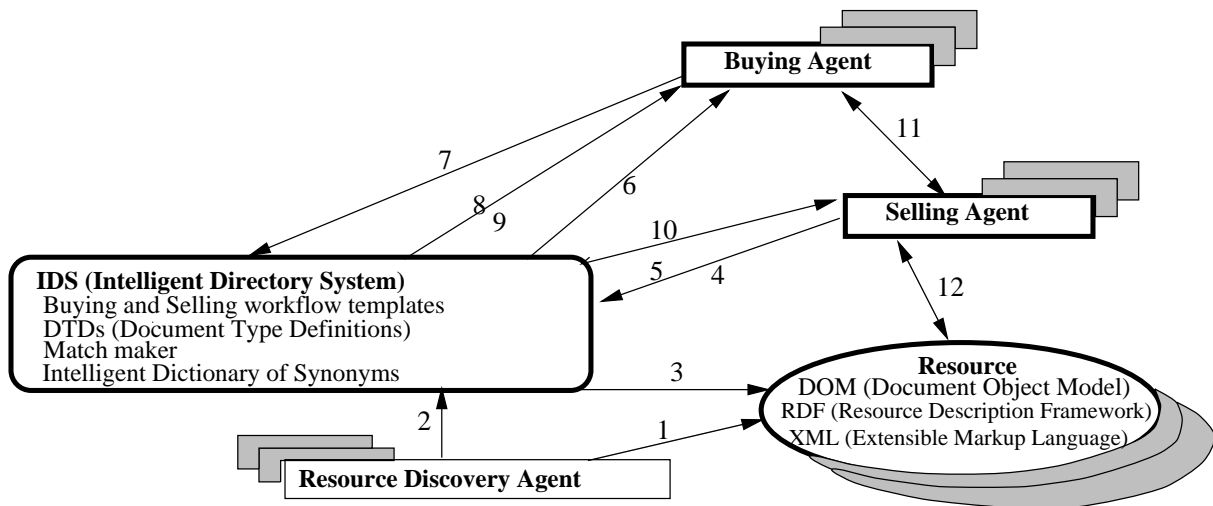 Buying Agent
11
7
6
8
9
Selling Agent
10
5
4
12
IDS (Intelligent Directory System)
Buying and Selling workflow templates
DTDs (Document Type Definitions)
Match maker
Intelligent Dictionary of Synonyms
3
Resource
DOM (Document Object Model)
RDF (Resource Description Framework)
XML (Extensible Markup Language)
2
1
Resource Discovery Agent